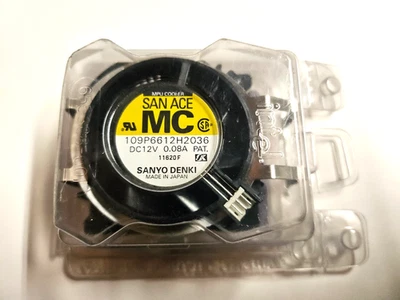 MPU COOLER
SAN ACE
MC
109P6612H2036
DC12V 0.08A PAT.
11620F
SANYO DENKI
MADE IN JAPAN